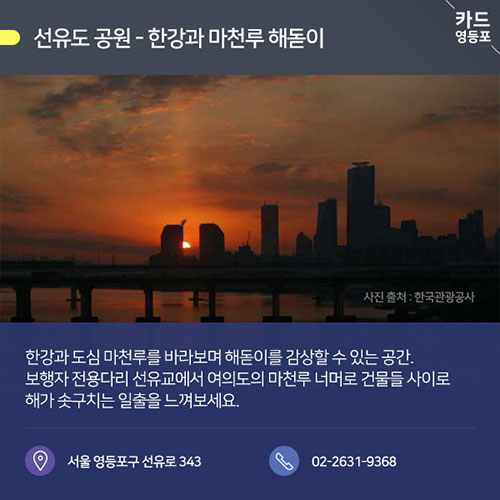 선유도 공원 - 한강과 마천루 해돋이
카드
영등포
사진 출처 : 한국관광공사
한강과 도심 마천루를 바라보며 해돋이를 감상할 수 있는 공간.
보행자 전용다리 선유교에서 여의도의 마천루 너머로 건물들 사이로
해가 솟구치는 일출을 느껴보세요.
서울 영등포구 선유로 343
02-2631-9368